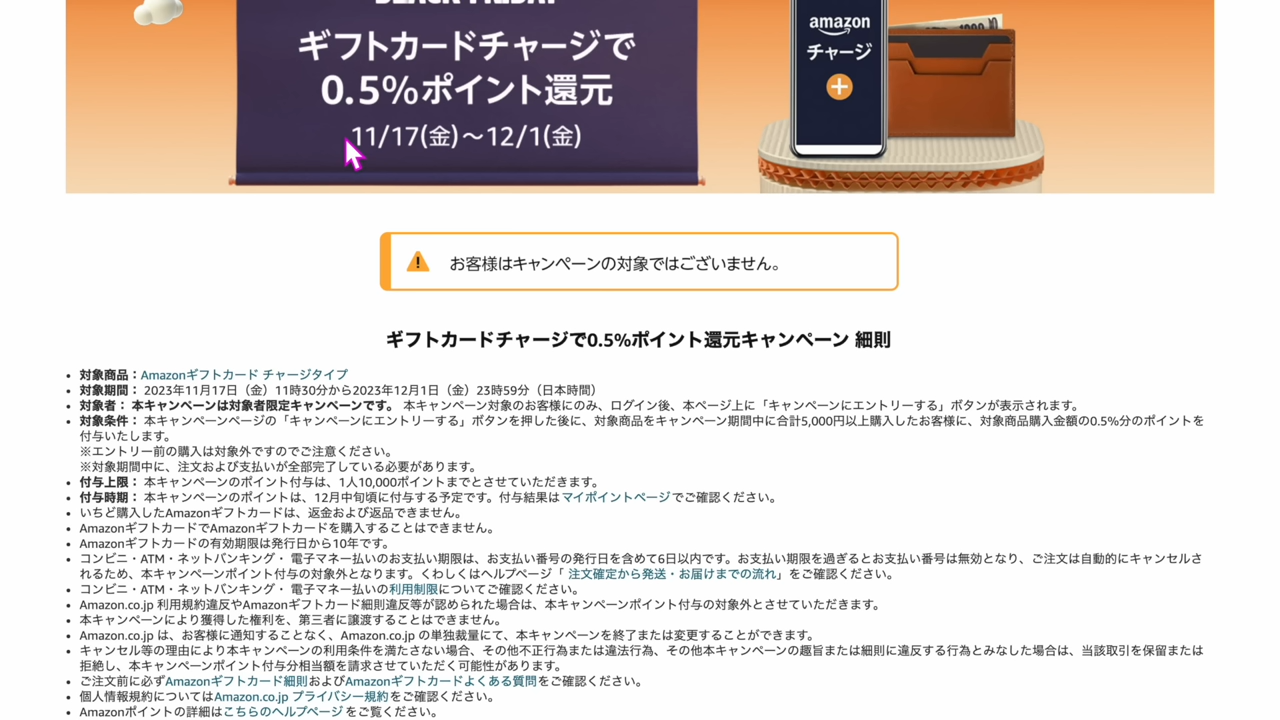 BLACK FRIDAY
ギフトカードチャージで
0.5%ポイント還元
11/17(金)～12/1(金)
amazon
チャージ
お客様はキャンペーンの対象ではございません。
ギフトカードチャージで0.5%ポイント還元キャンペーン 細則
• 対象商品：Amazonギフトカード チャージタイプ
• 対象期間： 2023年11月17日（金）11時30分から2023年12月1日（金）23時59分（日本時間）
• 対象者： 本キャンペーンは対象者限定キャンペーンです。 本キャンペーン対象のお客様にのみ、ログイン後、本ページ上に「キャンペーンにエントリーする」ボタンが表示されます。
• 対象条件： 本キャンペーンページの「キャンペーンにエントリーする」ボタンを押した後に、対象商品をキャンペーン期間中に合計5,000円以上購入したお客様に、対象商品購入金額の0.5%分のポイントを
付与いたします。
※エントリー前の購入は対象外ですのでご注意ください。
※対象期間中に、注文および支払いが全部完了している必要があります。
• 付与上限： 本キャンペーンのポイント付与は、1人10,000ポイントまでとさせていただきます。
• 付与時期： 本キャンペーンのポイントは、12月中旬頃に付与する予定です。付与結果はマイポイントページでご確認ください。
• いちど購入したAmazonギフトカードは、返金および返品できません。
• AmazonギフトカードでAmazonギフトカードを購入することはできません。
• Amazonギフトカードの有効期限は発行日から10年です。
• コンビニ・ATM・ネットバンキング・ 電子マネー払いのお支払い期限は、お支払い番号の発行日を含めて6日以内です。お支払い期限を過ぎるとお支払い番号は無効となり、ご注文は自動的にキャンセルさ
れるため、本キャンペーンポイント付与の対象外となります。くわしくはヘルプページ「 注文確定から発送・お届けまでの流れ」をご確認ください。
• コンビニ・ATM・ネットバンキング・ 電子マネー払いの利用制限についてご確認ください。
• Amazon.co.jp 利用規約違反やAmazonギフトカード細則違反等が認められた場合は、本キャンペーンポイント付与の対象外とさせていただきます。
• 本キャンペーンにより獲得した権利を、第三者に譲渡することはできません。
• Amazon.co.jp は、お客様に通知することなく、Amazon.co.jp の単独裁量にて、本キャンペーンを終了または変更することができます。
• キャンセル等の理由により本キャンペーンの利用条件を満たさない場合、その他不正行為または違法行為、その他本キャンペーンの趣旨または細則に違反する行為とみなした場合は、当該取引を保留または
拒絶し、本キャンペーンポイント付与分相当額を請求させていただく可能性があります。
• ご注文前に必ずAmazonギフトカード細則およびAmazonギフトカードよくある質問をご確認ください。
• 個人情報規約についてはAmazon.co.jp プライバシー規約をご確認ください。
• Amazonポイントの詳細はこちらのヘルプページ をご覧ください。